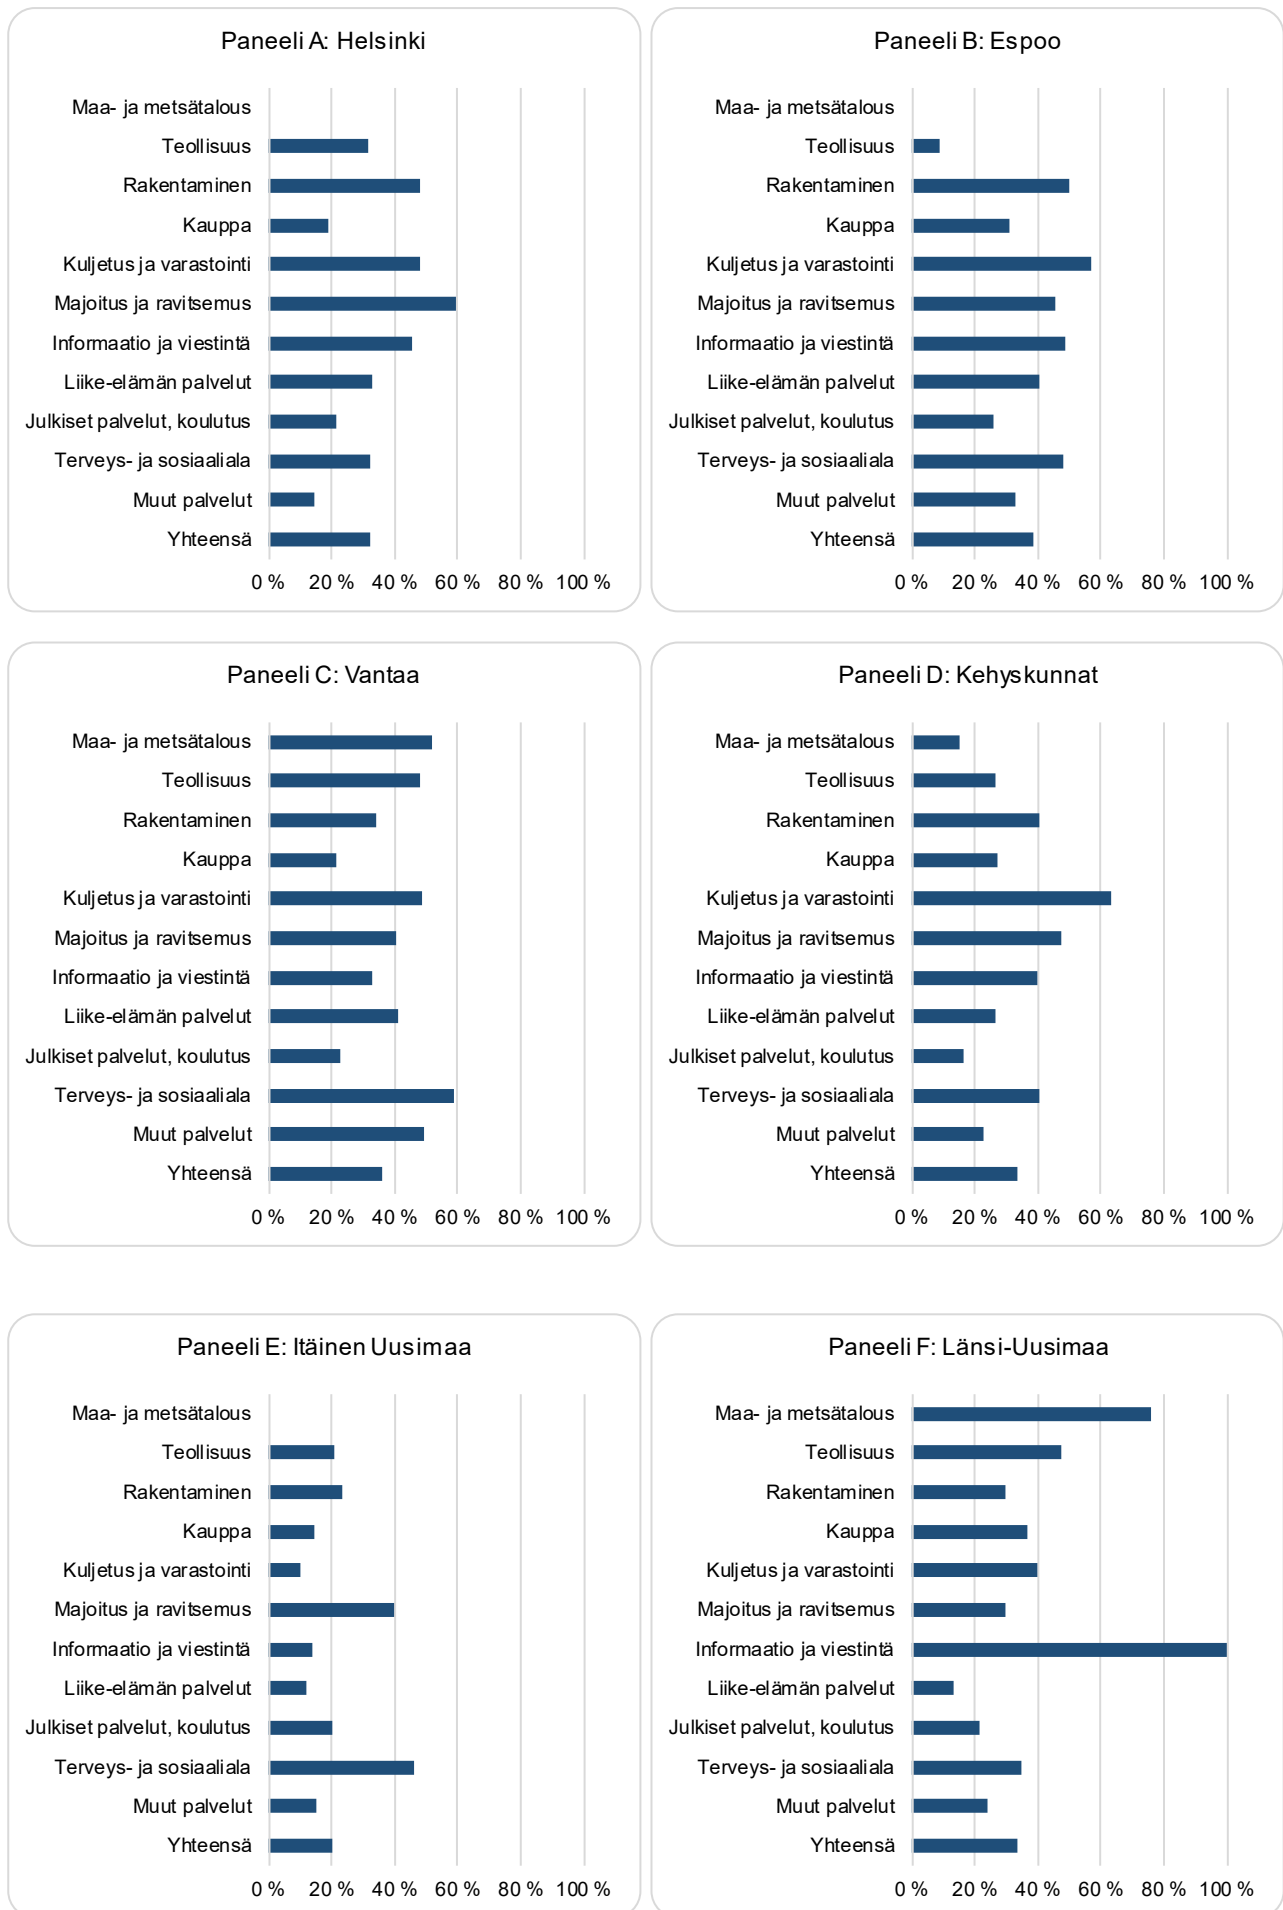 Paneeli A: Helsinki
Maa- ja metsätalous
Teollisuus
Rakentaminen
Kauppa
Kuljetus ja varastointi
Majoitus ja ravitsemus
Informaatio ja viestintä
Liike-elämän palvelut
Julkiset palvelut, koulutus
Terveys- ja sosiaaliala
Muut palvelut
Yhteensä
0 % 20 % 40 % 60 % 80 % 100 %
Paneeli B: Espoo
Maa- ja metsätalous
Teollisuus
Rakentaminen
Kauppa
Kuljetus ja varastointi
Majoitus ja ravitsemus
Informaatio ja viestintä
Liike-elämän palvelut
Julkiset palvelut, koulutus
Terveys- ja sosiaaliala
Muut palvelut
Yhteensä
0 % 20 % 40 % 60 % 80 % 100 %
Paneeli C: Vantaa
Maa- ja metsätalous
Teollisuus
Rakentaminen
Kauppa
Kuljetus ja varastointi
Majoitus ja ravitsemus
Informaatio ja viestintä
Liike-elämän palvelut
Julkiset palvelut, koulutus
Terveys- ja sosiaaliala
Muut palvelut
Yhteensä
0 % 20 % 40 % 60 % 80 % 100 %
Paneeli D: Kehyskunnat
Maa- ja metsätalous
Teollisuus
Rakentaminen
Kauppa
Kuljetus ja varastointi
Majoitus ja ravitsemus
Informaatio ja viestintä
Liike-elämän palvelut
Julkiset palvelut, koulutus
Terveys- ja sosiaaliala
Muut palvelut
Yhteensä
0 % 20 % 40 % 60 % 80 % 100 %
Paneeli E: Itäinen Uusimaa
Maa- ja metsätalous
Teollisuus
Rakentaminen
Kauppa
Kuljetus ja varastointi
Majoitus ja ravitsemus
Informaatio ja viestintä
Liike-elämän palvelut
Julkiset palvelut, koulutus
Terveys- ja sosiaaliala
Muut palvelut
Yhteensä
0 % 20 % 40 % 60 % 80 % 100 %
Paneeli F: Länsi-Uusimaa
Maa- ja metsätalous
Teollisuus
Rakentaminen
Kauppa
Kuljetus ja varastointi
Majoitus ja ravitsemus
Informaatio ja viestintä
Liike-elämän palvelut
Julkiset palvelut, koulutus
Terveys- ja sosiaaliala
Muut palvelut
Yhteensä
0 % 20 % 40 % 60 % 80 % 100 %